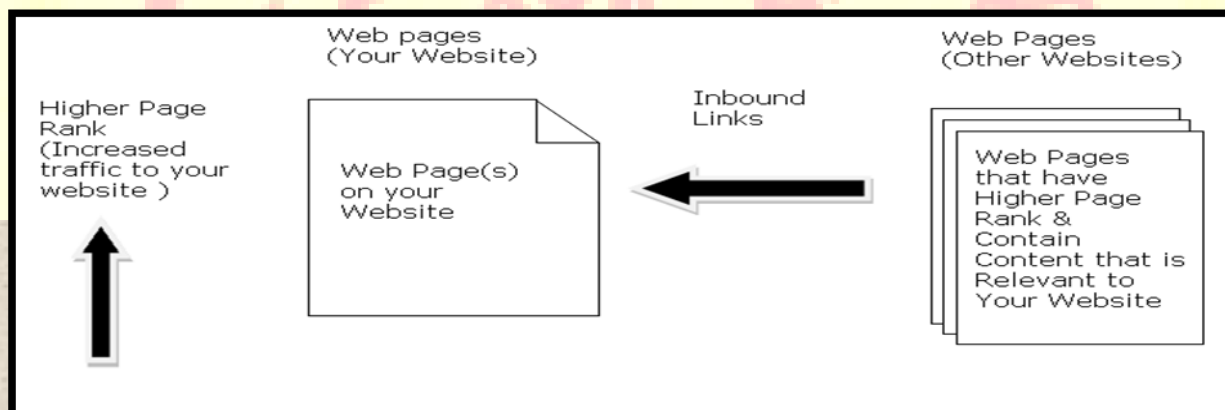 Web pages
(Your Website)
Web Pages
(Other Websites)
Higher Page
Rank
(Increased
traffic to your
website )
Web Page(s)
on your
Website
Inbound
Links
Web Pages
that have
Higher Page
Rank &
Contain
Content that is
Relevant to
Your Website